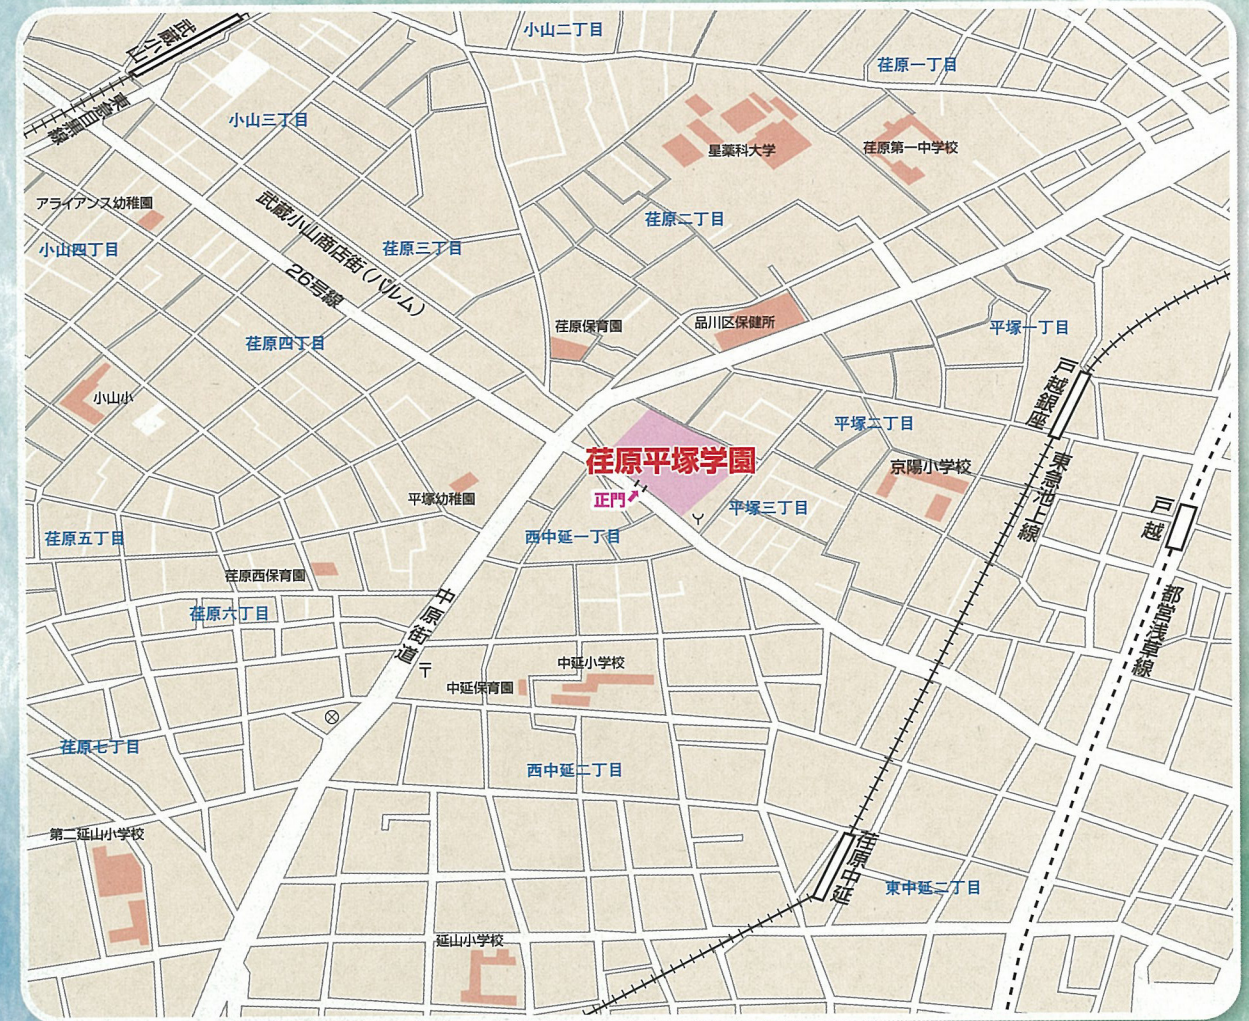 小山二丁目
武蔵小山
荏原一丁目
東急目黒線
小山三丁目
星薬科大学
荏原第一中学校
アライアンス幼稚園
武蔵小山商店街(パルム)
荏原二丁目
小山四丁目
荏原三丁目
26号線
荏原保育園
品川区保健所
平塚一丁目
荏原四丁目
戸越銀座
小山小
平塚二丁目
荏原平塚学園
京陽小学校
東急池上線
平塚幼稚園
正門
平塚三丁目
戸越
荏原五丁目
西中延一丁目
荏原西保育園
中原街道
都営浅草線
荏原六丁目
〒
中延小学校
中延保育園
荏原七丁目
西中延二丁目
第二延山小学校
荏原中延
東中延二丁目
延山小学校